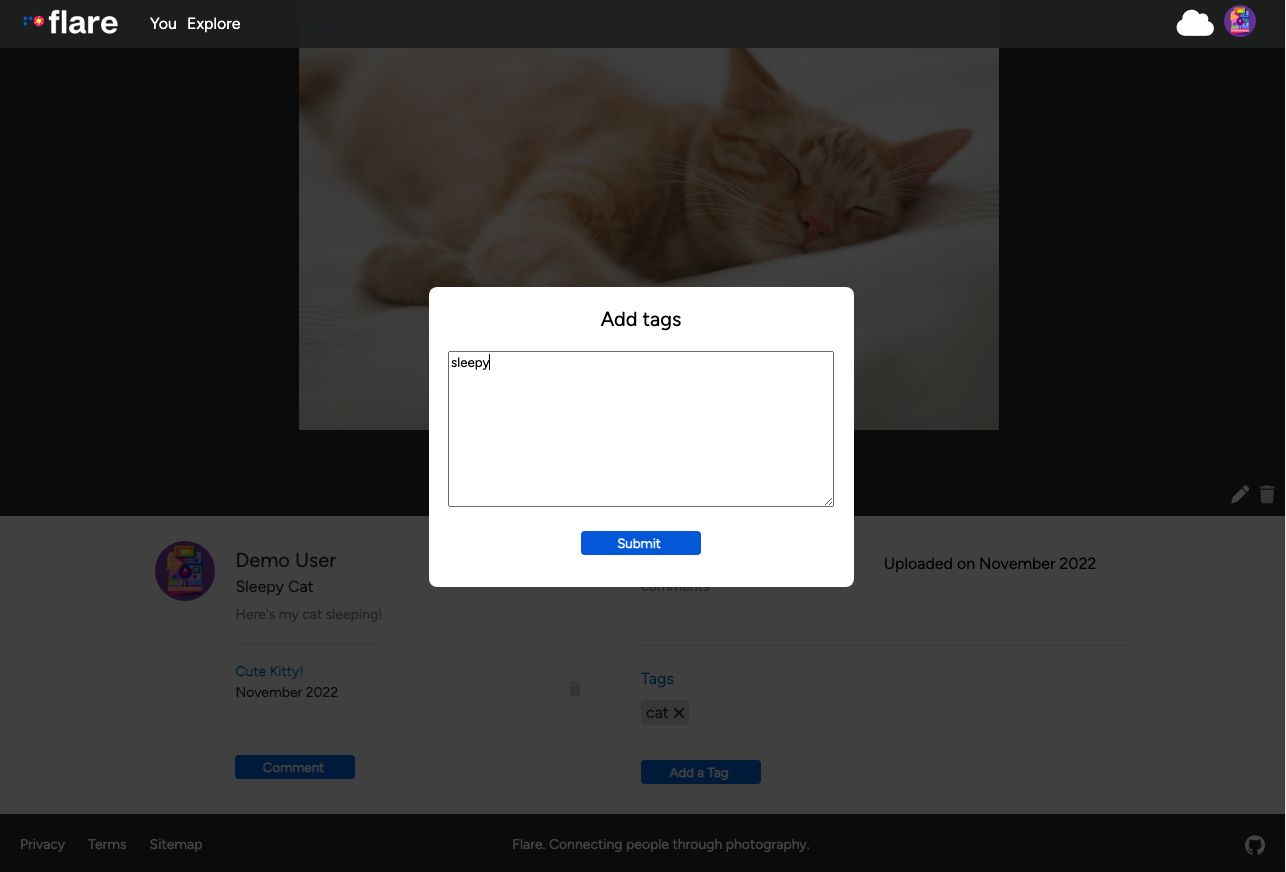 flare You Explore
Add tags
sleepy
Submit
Demo User
Sleepy Cat
Here's my cat sleeping!
Cute Kitty!
November 2022
Comment
comments
Uploaded on November 2022
Tags
cat
Add a Tag
Privacy Terms Sitemap Flare. Connecting people through photography.